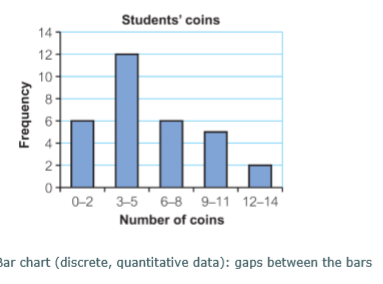 Students' coins
14
12
10
8
6
4
2
0
Frequency
0–2 3–5 6–8 9–11 12–14
Number of coins
Bar chart (discrete, quantitative data): gaps between the bars